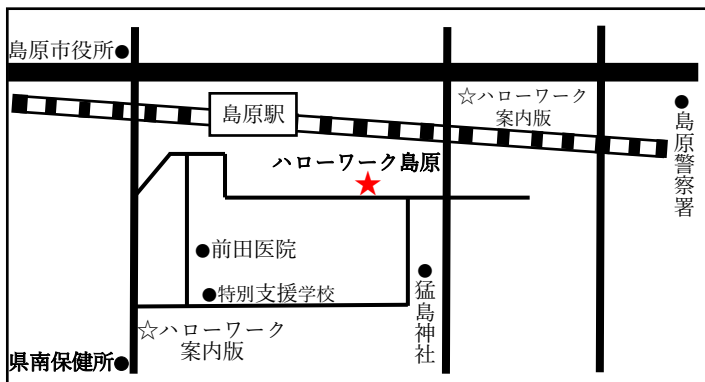 島原市役所●
☆ハローワーク
案内版
島原駅
●島原警察署
ハローワーク島原
★
●前田医院
●特別支援学校
●猛島神社
☆ハローワーク
案内版
県南保健所●